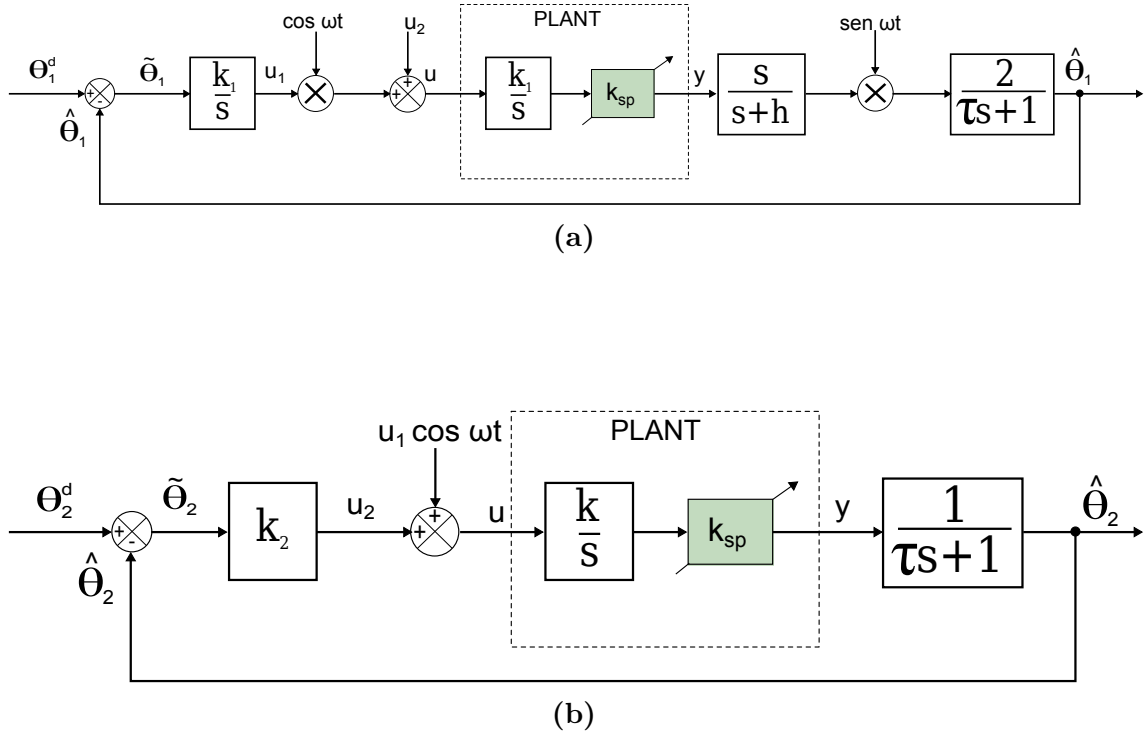 cos ωt
u₂
PLANT
sen ωt
Θ₁ᵈ
+
-
Θ̃₁
k₁
s
u₁
+
+
u
k₁
s
kₛₚ
y
s
s+h
2
τs+1
Θ̂₁
Θ̂₁
(a)
u₁ cos ωt
PLANT
Θ₂ᵈ
+
-
Θ̃₂
k₂
u₂
+
+
u
k
s
kₛₚ
y
1
τs+1
Θ̂₂
Θ̂₂
(b)